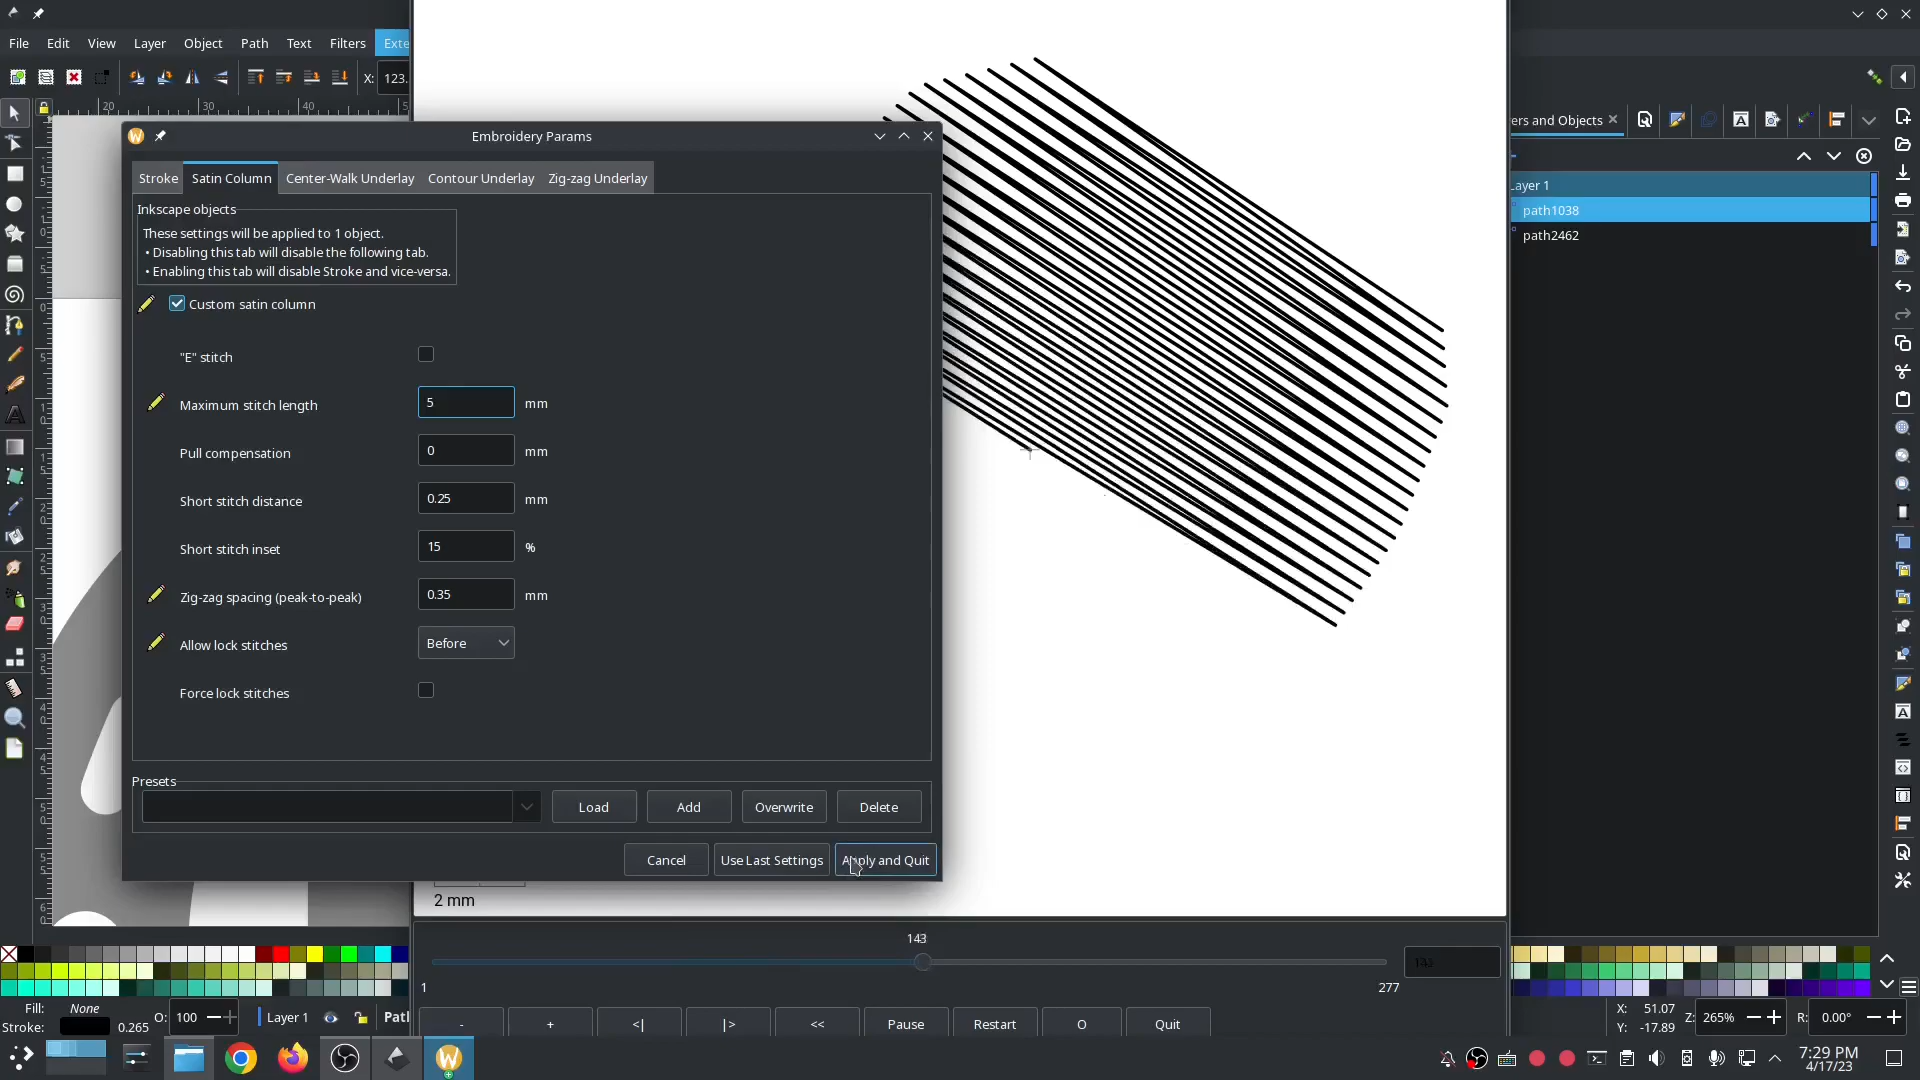 File Edit View Layer Object Path Text Filters Exte
X: 123.
20 30 40 5
Embroidery Params
Stroke Satin Column Center-Walk Underlay Contour Underlay Zig-zag Underlay
Inkscape objects
These settings will be applied to 1 object.
• Disabling this tab will disable the following tab.
• Enabling this tab will disable Stroke and vice-versa.
Custom satin column
"E" stitch
Maximum stitch length 5 mm
Pull compensation 0 mm
Short stitch distance 0.25 mm
Short stitch inset 15 %
Zig-zag spacing (peak-to-peak) 0.35 mm
Allow lock stitches Before
Force lock stitches
Presets
Load Add Overwrite Delete
Cancel Use Last Settings Apply and Quit
2 mm
143
1 277
- + <| |> << Pause Restart O Quit
ers and Objects
Layer 1
path1038
path2462
Fill: None
Stroke: 0.265
O: 100
Layer 1
Path
X: 51.07
Y: -17.89
Z: 265%
R: 0.00°
7:29 PM
4/17/23